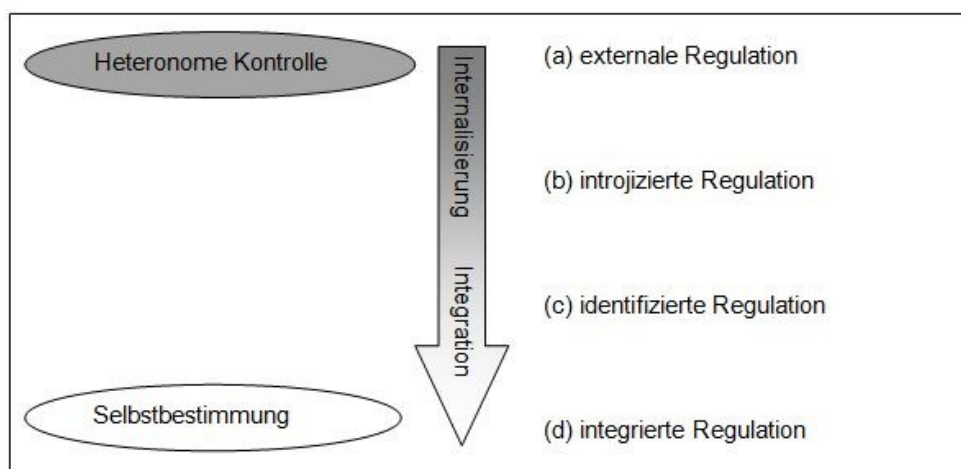 Heteronome Kontrolle
(a) externale Regulation
Internalisierung
(b) introjizierte Regulation
Integration
(c) identifizierte Regulation
Selbstbestimmung
(d) integrierte Regulation